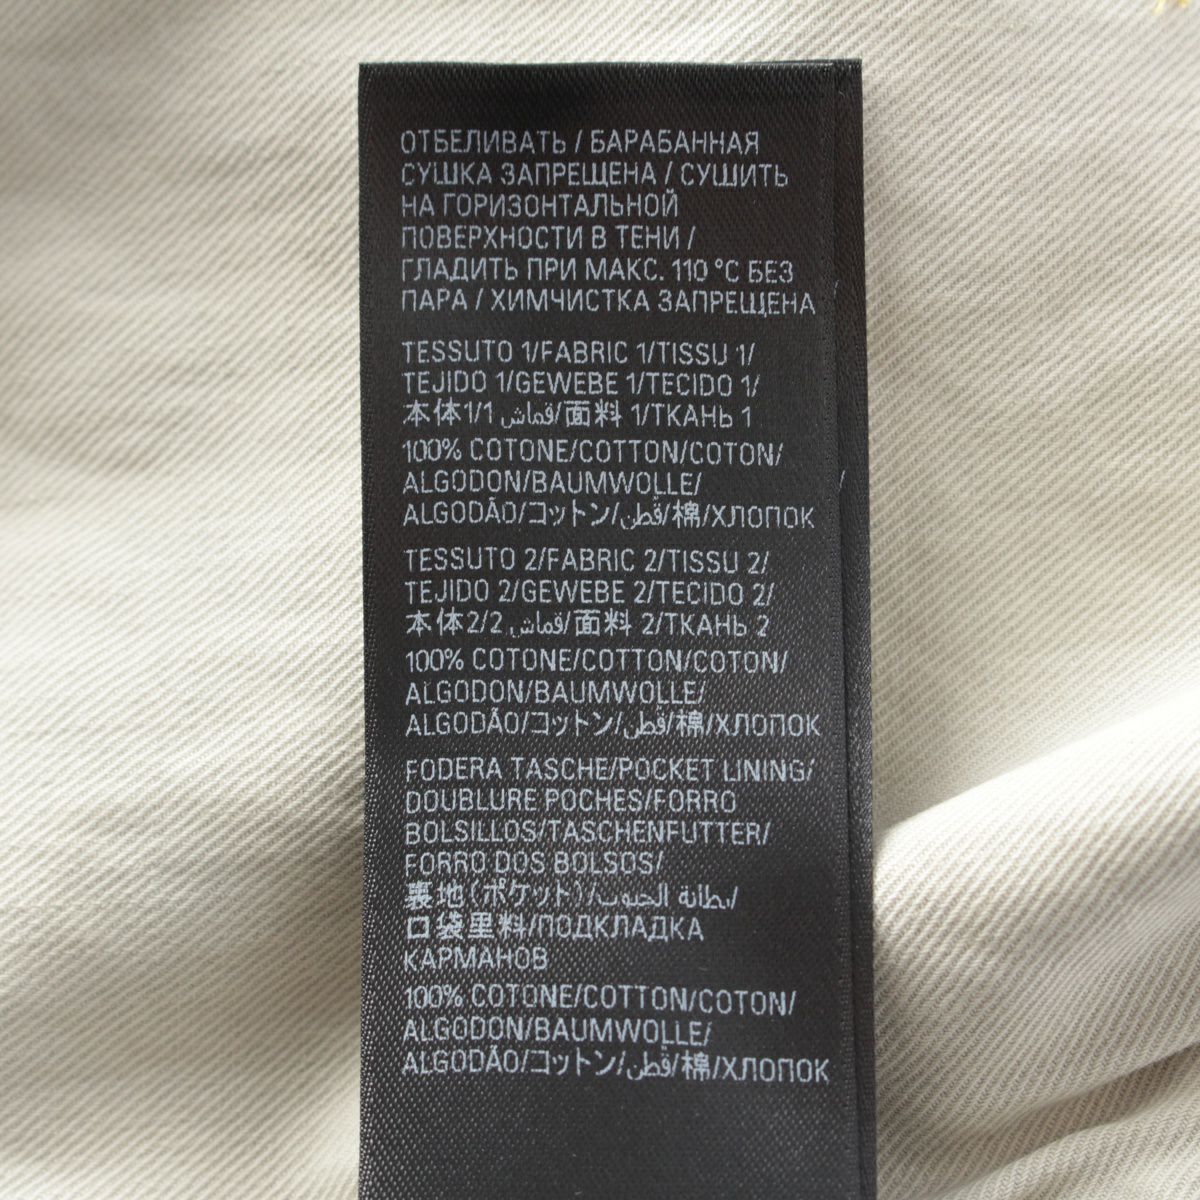 ОТБЕЛИВАТЬ / БАРАБАННАЯ
СУШКА ЗАПРЕЩЕНА / СУШИТЬ
НА ГОРИЗОНТАЛЬНОЙ
ПОВЕРХНОСТИ В ТЕНИ /
ГЛАДИТЬ ПРИ МАКС. 110 °C БЕЗ
ПАРА / ХИМЧИСТКА ЗАПРЕЩЕНА
TESSUTO 1/FABRIC 1/TISSU 1/
TEJIDO 1/GEWEBE 1/TECIDO 1/
本体1/1 قماش/面料 1/ТКАНЬ 1
100% COTONE/COTTON/COTON/
ALGODON/BAUMWOLLE/
ALGODÃO/コットン/قطن/棉/ХЛОПОК
TESSUTO 2/FABRIC 2/TISSU 2/
TEJIDO 2/GEWEBE 2/TECIDO 2/
本体2/2 قماش/面料 2/ТКАНЬ 2
100% COTONE/COTTON/COTON/
ALGODON/BAUMWOLLE/
ALGODÃO/コットン/قطن/棉/ХЛОПОК
FODERA TASCHE/POCKET LINING/
DOUBLURE POCHES/FORRO
BOLSILLOS/TASCHENFUTTER/
FORRO DOS BOLSOS/
裏地(ポケット)/بطانة الجيوب/
口袋里料/ПОДКЛАДКА
КАРМАНОВ
100% COTONE/COTTON/COTON/
ALGODON/BAUMWOLLE/
ALGODÃO/コットン/قطن/棉/ХЛОПОК